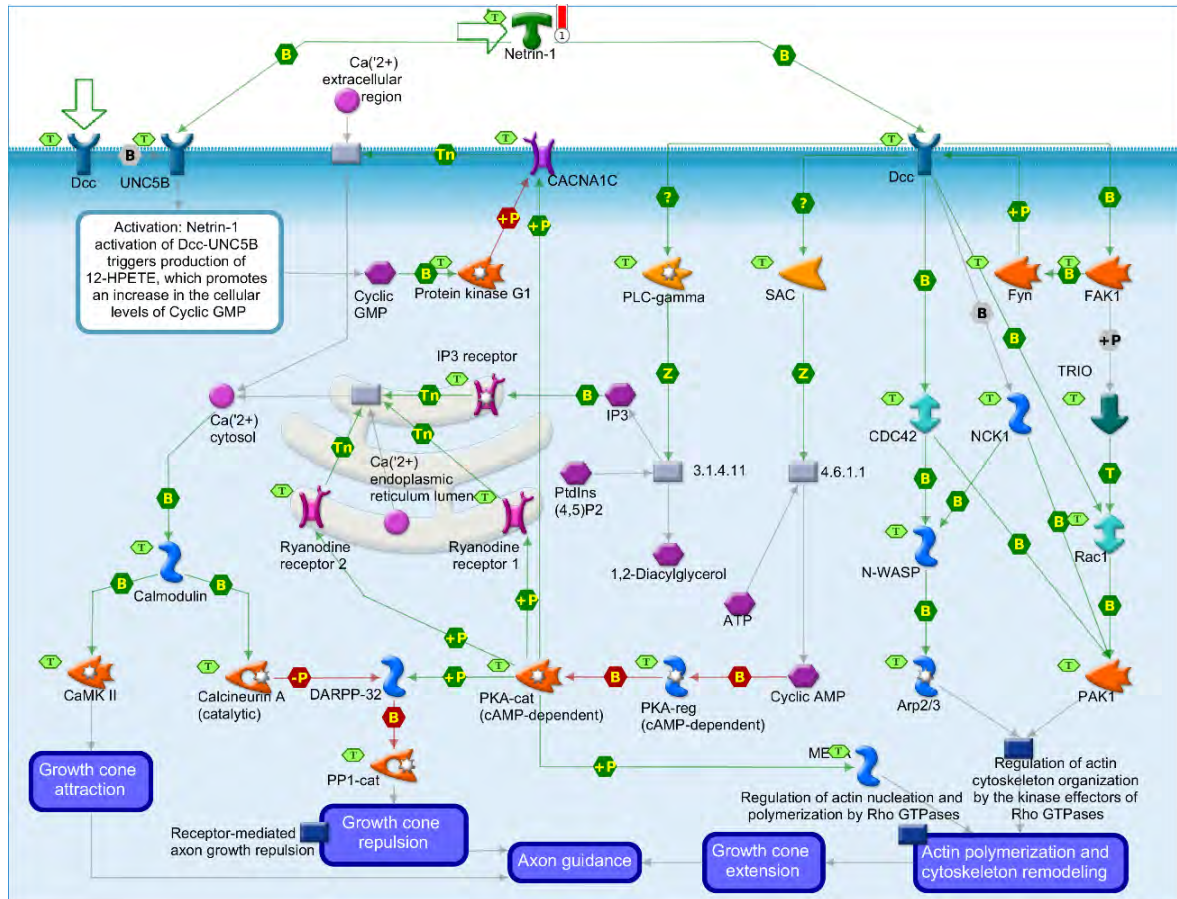 T
Netrin-1
1
B
B
Ca('2+)
extracellular
region
T
T
T
T
B
Tn
Dcc
UNC5B
CACNA1C
Dcc
Activation: Netrin-1
activation of Dcc-UNC5B
triggers production of
12-HPETE, which promotes
an increase in the cellular
levels of Cyclic GMP
+P
+P
?
?
+P
B
B
T
Cyclic
GMP
Protein kinase G1
T
PLC-gamma
T
SAC
T
Fyn
T
B
FAK1
B
B
B
+P
IP3 receptor
T
Tn
B
IP3
Z
Z
TRIO
T
Ca('2+)
cytosol
Tn
Tn
T
CDC42
T
NCK1
Ca('2+)
endoplasmic
reticulum lumen
PtdIns
(4,5)P2
3.1.4.11
4.6.1.1
T
B
B
B
T
T
T
Ryanodine
receptor 2
Ryanodine
receptor 1
B
T
Rac1
T
Calmodulin
1,2-Diacylglycerol
T
N-WASP
B
B
B
+P
ATP
B
B
+P
T
CaMK II
T
Calcineurin A
(catalytic)
-P
DARPP-32
+P
T
PKA-cat
(cAMP-dependent)
B
T
PKA-reg
(cAMP-dependent)
B
Cyclic AMP
T
Arp2/3
T
PAK1
B
T
PP1-cat
+P
T
Growth cone
attraction
Regulation of actin
cytoskeleton organization
by the kinase effectors of
Rho GTPases
Regulation of actin nucleation and
polymerization by Rho GTPases
Receptor-mediated
axon growth repulsion
Growth cone
repulsion
Axon guidance
Growth cone
extension
Actin polymerization and
cytoskeleton remodeling